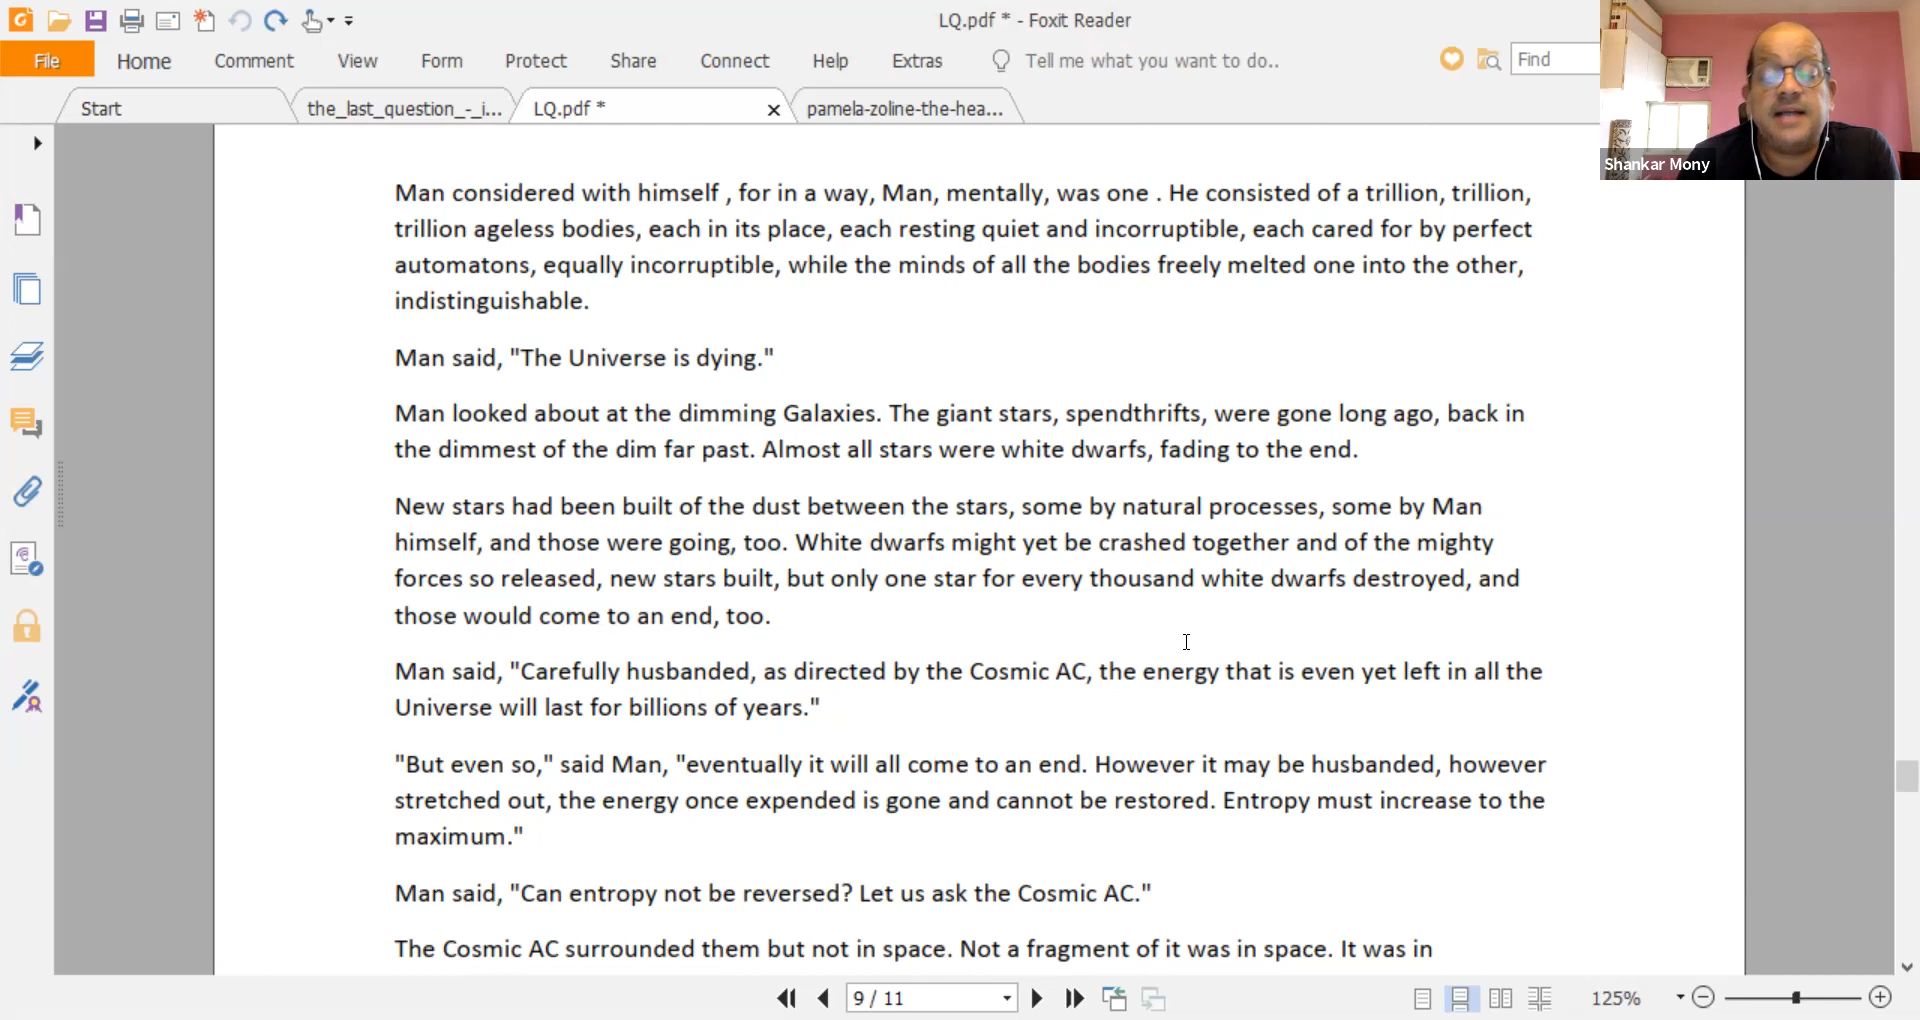 LQ.pdf * - Foxit Reader
File Home Comment View Form Protect Share Connect Help Extras Tell me what you want to do.. Find
Start the_last_question_-_i... LQ.pdf * pamela-zoline-the-hea...
Shankar Mony
Man considered with himself , for in a way, Man, mentally, was one . He consisted of a trillion, trillion,
trillion ageless bodies, each in its place, each resting quiet and incorruptible, each cared for by perfect
automatons, equally incorruptible, while the minds of all the bodies freely melted one into the other,
indistinguishable.
Man said, "The Universe is dying."
Man looked about at the dimming Galaxies. The giant stars, spendthrifts, were gone long ago, back in
the dimmest of the dim far past. Almost all stars were white dwarfs, fading to the end.
New stars had been built of the dust between the stars, some by natural processes, some by Man
himself, and those were going, too. White dwarfs might yet be crashed together and of the mighty
forces so released, new stars built, but only one star for every thousand white dwarfs destroyed, and
those would come to an end, too.
Man said, "Carefully husbanded, as directed by the Cosmic AC, the energy that is even yet left in all the
Universe will last for billions of years."
"But even so," said Man, "eventually it will all come to an end. However it may be husbanded, however
stretched out, the energy once expended is gone and cannot be restored. Entropy must increase to the
maximum."
Man said, "Can entropy not be reversed? Let us ask the Cosmic AC."
The Cosmic AC surrounded them but not in space. Not a fragment of it was in space. It was in
9 / 11 125%